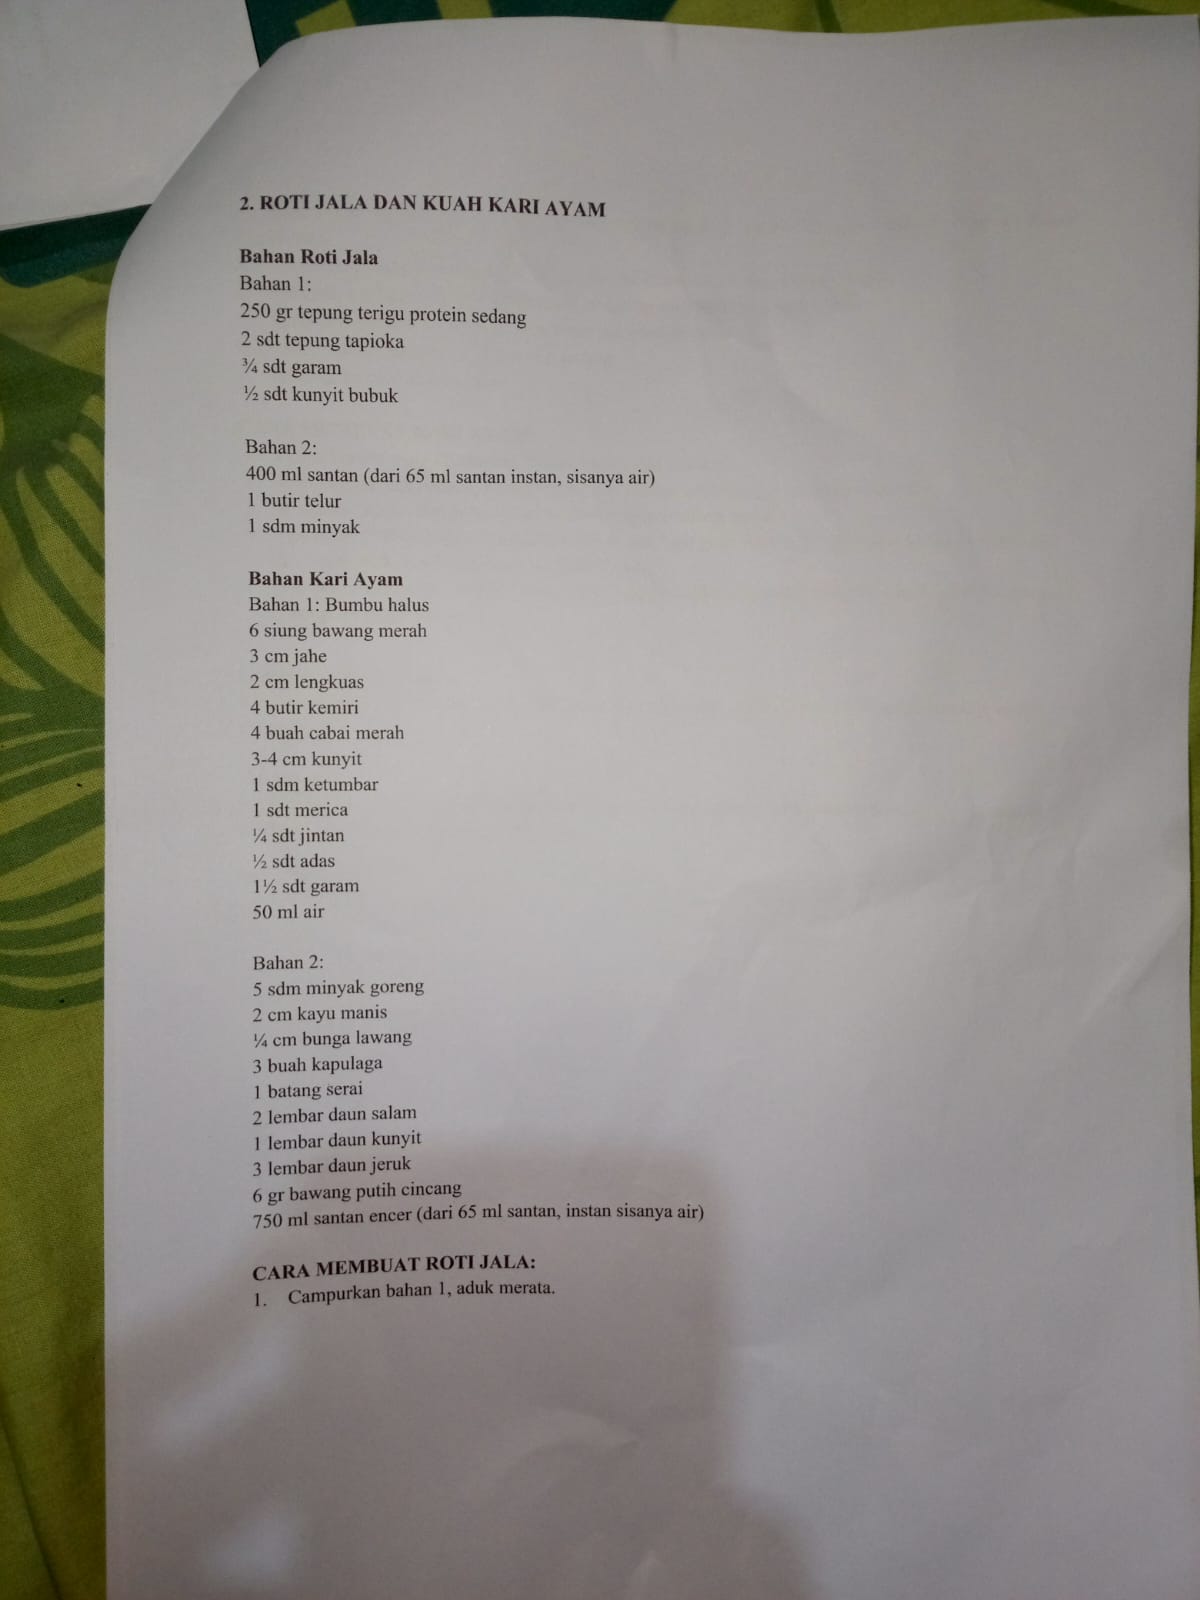 2. ROTI JALA DAN KUAH KARI AYAM
Bahan Roti Jala
Bahan 1:
250 gr tepung terigu protein sedang
2 sdt tepung tapioka
¾ sdt garam
½ sdt kunyit bubuk
Bahan 2:
400 ml santan (dari 65 ml santan instan, sisanya air)
1 butir telur
1 sdm minyak
Bahan Kari Ayam
Bahan 1: Bumbu halus
6 siung bawang merah
3 cm jahe
2 cm lengkuas
4 butir kemiri
4 buah cabai merah
3-4 cm kunyit
1 sdm ketumbar
1 sdt merica
¼ sdt jintan
½ sdt adas
1½ sdt garam
50 ml air
Bahan 2:
5 sdm minyak goreng
2 cm kayu manis
¼ cm bunga lawang
3 buah kapulaga
1 batang serai
2 lembar daun salam
1 lembar daun kunyit
3 lembar daun jeruk
6 gr bawang putih cincang
750 ml santan encer (dari 65 ml santan, instan sisanya air)
CARA MEMBUAT ROTI JALA:
1. Campurkan bahan 1, aduk merata.